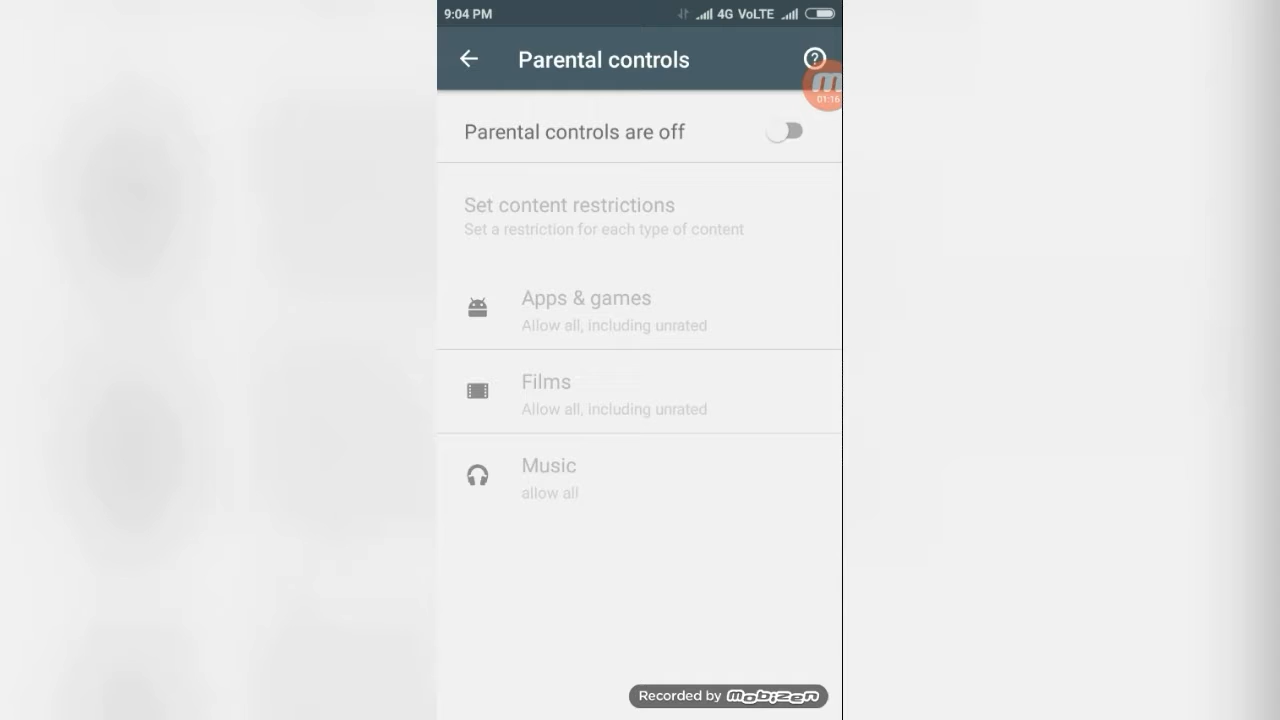 9:04 PM 4G VoLTE
Parental controls
01:16
Parental controls are off
Set content restrictions
Set a restriction for each type of content
Apps & games
Allow all, including unrated
Films
Allow all, including unrated
Music
allow all
Recorded by mobizen